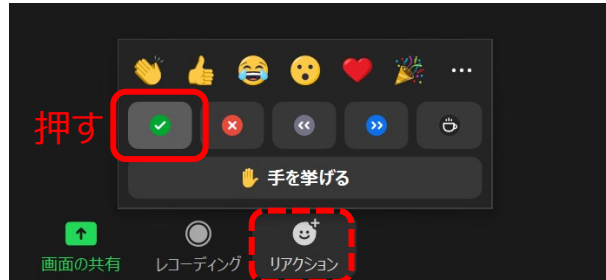 押す
手を挙げる
画面の共有
レコーディング
リアクション